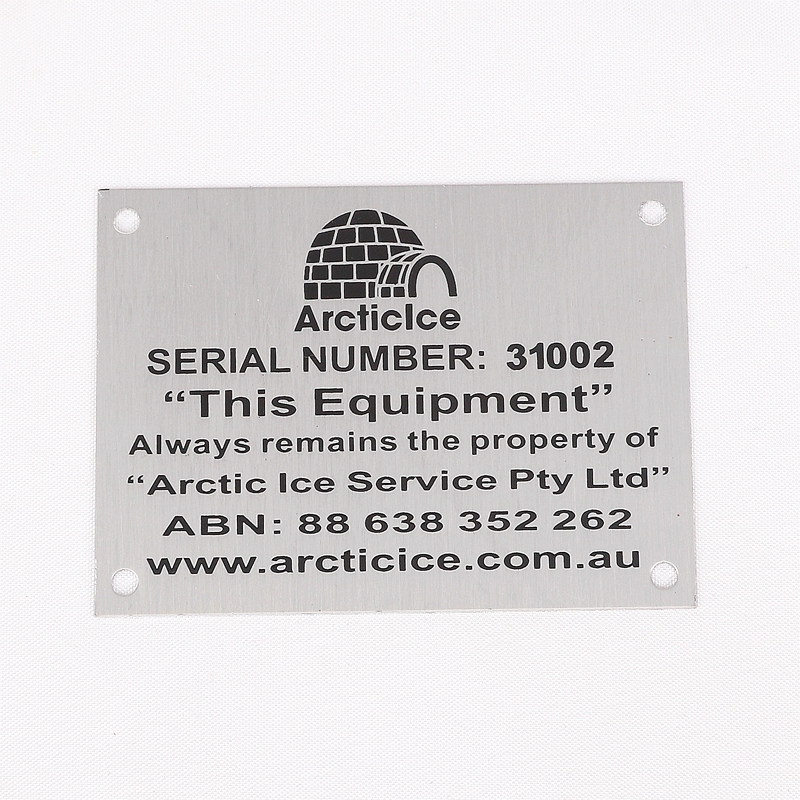 ArcticIce
SERIAL NUMBER: 31002
“This Equipment”
Always remains the property of
“Arctic Ice Service Pty Ltd”
ABN: 88 638 352 262
www.arcticice.com.au